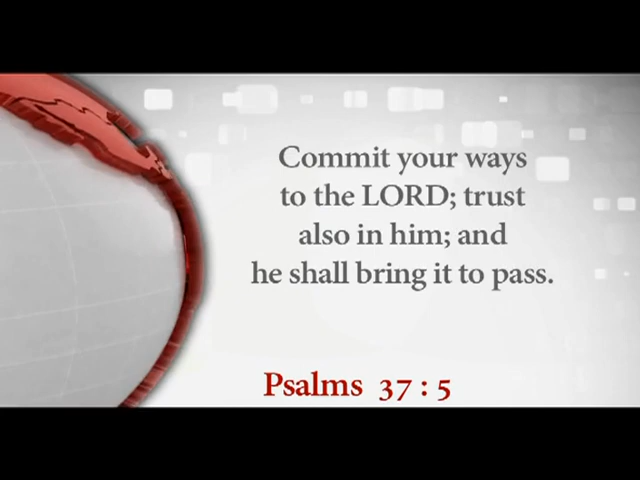 Commit your ways
to the LORD; trust
also in him; and
he shall bring it to pass.
Psalms 37 : 5